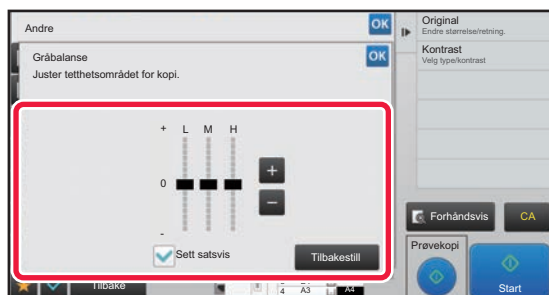 Andre
OK
Gråbalanse
OK
Juster tetthetsområdet for kopi.
+ L M H
0
-
+
−
Sett satsvis
Tilbakestill
Tilbake
4 A3
A4
Original
Endre størrelse/retning.
Kontrast
Velg type/kontrast
Forhåndsvis
CA
Prøvekopi
Start